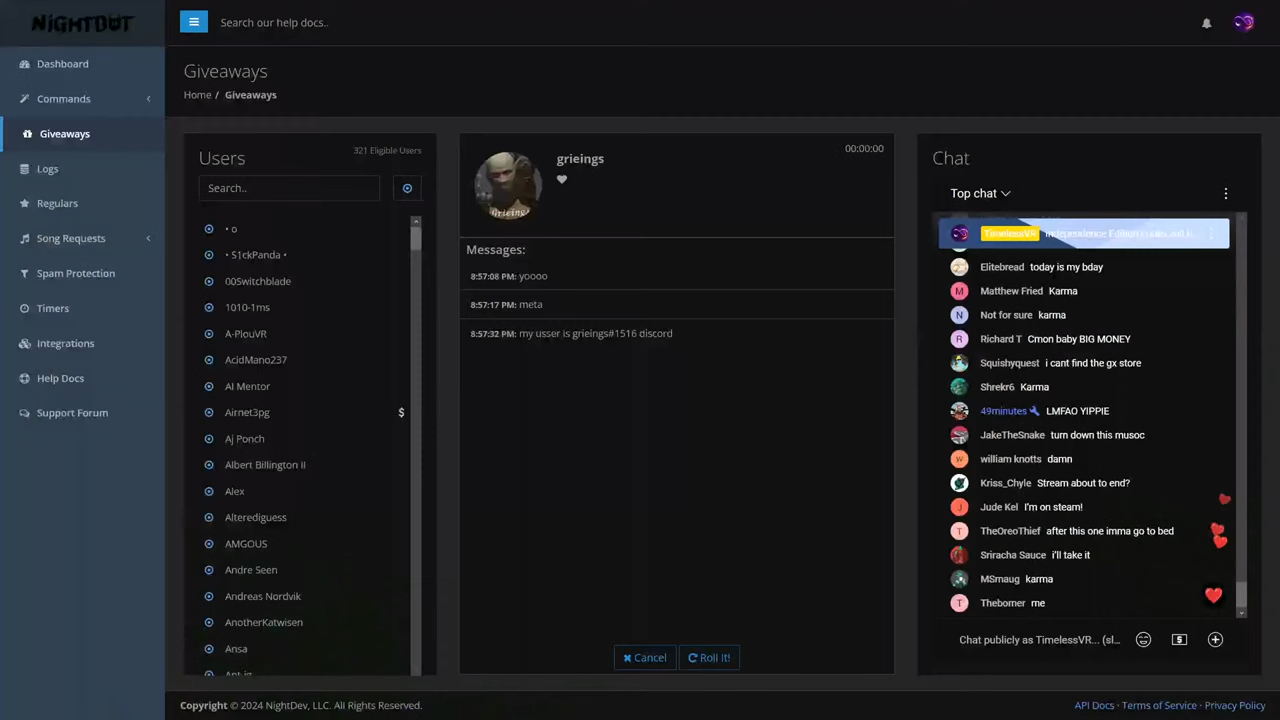 NiGHTBOT
Search our help docs..
Dashboard
Commands
Giveaways
Logs
Regulars
Song Requests
Spam Protection
Timers
Integrations
Help Docs
Support Forum
Giveaways
Home / Giveaways
Users
321 Eligible Users
Search..
• o
• S1ckPanda •
00Switchblade
1010-1ms
A-PlouVR
AcidMano237
AI Mentor
Airnet3pg $
Aj Ponch
Albert Billington II
Alex
Alterediguess
AMGOUS
Andre Seen
Andreas Nordvik
AnotherKatwisen
Ansa
grieings
00:00:00
Grieings
Messages:
8:57:08 PM: yoooo
8:57:17 PM: meta
8:57:32 PM: my usser is grieings#1516 discord
Cancel
Roll It!
Chat
Top chat
TimelessVR Independence Edition
Elitebread today is my bday
Matthew Fried Karma
Not for sure karma
Richard T Cmon baby BIG MONEY
Squishyquest i cant find the gx store
Shrekr6 Karma
49minutes LMFAO YIPPIE
JakeTheSnake turn down this musoc
william knotts damn
Kriss_Chyle Stream about to end?
Jude Kel I'm on steam!
TheOreoThief after this one imma go to bed
Sriracha Sauce i'll take it
MSmaug karma
Thebomer me
Chat publicly as TimelessVR... (sl...
Copyright © 2024 NightDev, LLC. All Rights Reserved.
API Docs · Terms of Service · Privacy Policy